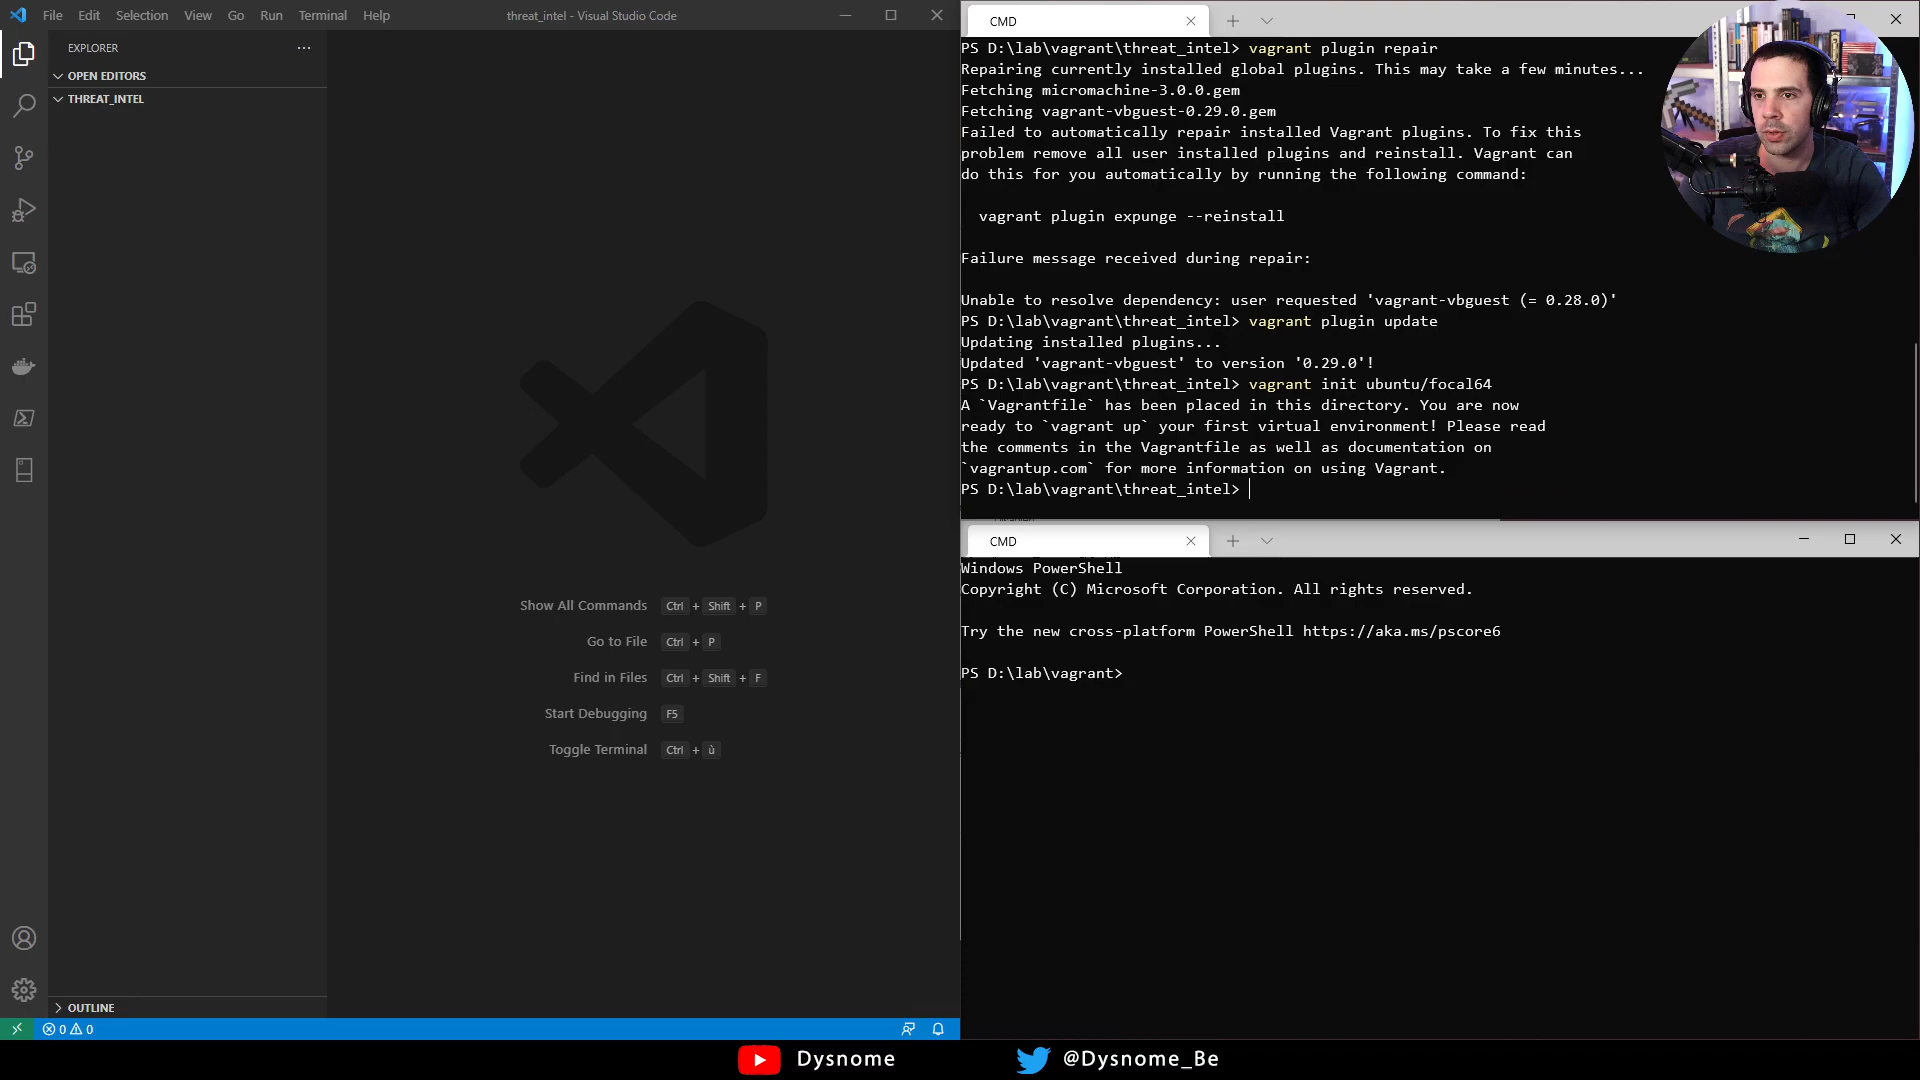 File Edit Selection View Go Run Terminal Help
threat_intel - Visual Studio Code
EXPLORER
OPEN EDITORS
THREAT_INTEL
Show All Commands Ctrl + Shift + P
Go to File Ctrl + P
Find in Files Ctrl + Shift + F
Start Debugging F5
Toggle Terminal Ctrl + ù
OUTLINE
0 0
CMD
PS D:\lab\vagrant\threat_intel> vagrant plugin repair
Repairing currently installed global plugins. This may take a few minutes...
Fetching micromachine-3.0.0.gem
Fetching vagrant-vbguest-0.29.0.gem
Failed to automatically repair installed Vagrant plugins. To fix this
problem remove all user installed plugins and reinstall. Vagrant can
do this for you automatically by running the following command:
vagrant plugin expunge --reinstall
Failure message received during repair:
Unable to resolve dependency: user requested 'vagrant-vbguest (= 0.28.0)'
PS D:\lab\vagrant\threat_intel> vagrant plugin update
Updating installed plugins...
Updated 'vagrant-vbguest' to version '0.29.0'!
PS D:\lab\vagrant\threat_intel> vagrant init ubuntu/focal64
A `Vagrantfile` has been placed in this directory. You are now
ready to `vagrant up` your first virtual environment! Please read
the comments in the Vagrantfile as well as documentation on
`vagrantup.com` for more information on using Vagrant.
PS D:\lab\vagrant\threat_intel>
CMD
Windows PowerShell
Copyright (C) Microsoft Corporation. All rights reserved.
Try the new cross-platform PowerShell https://aka.ms/pscore6
PS D:\lab\vagrant>
Dysnome
@Dysnome_Be